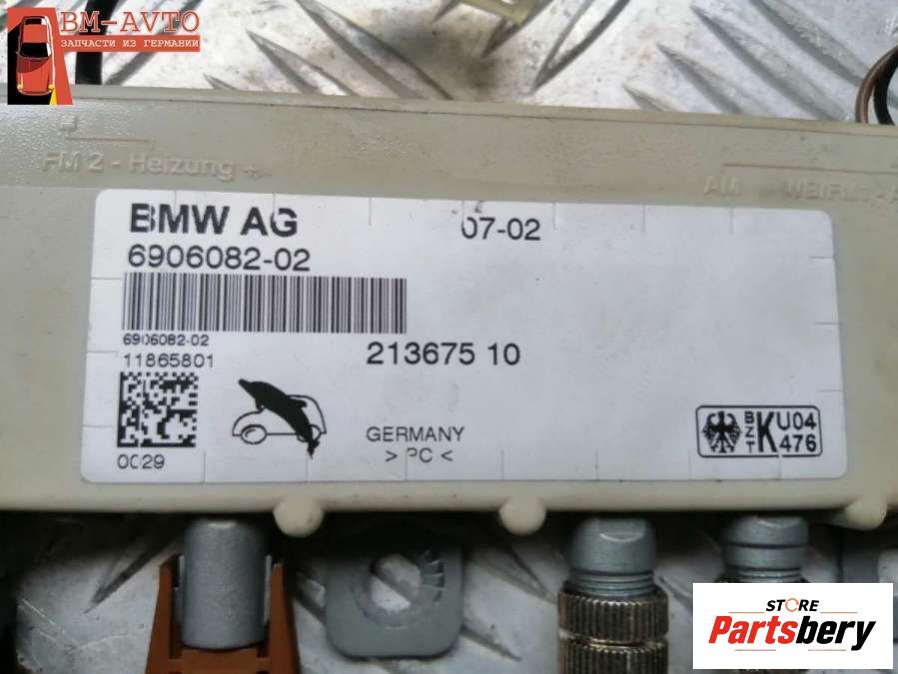 BM-AVTO
ЗАПЧАСТИ ИЗ ГЕРМАНИИ
FM 2 - Heizung +
AM
BMW AG 07-02
6906082-02
6906082-02
11865801
213675 10
0029
GERMANY
> PC <
BZT K U04 476
STORE
Partsbery